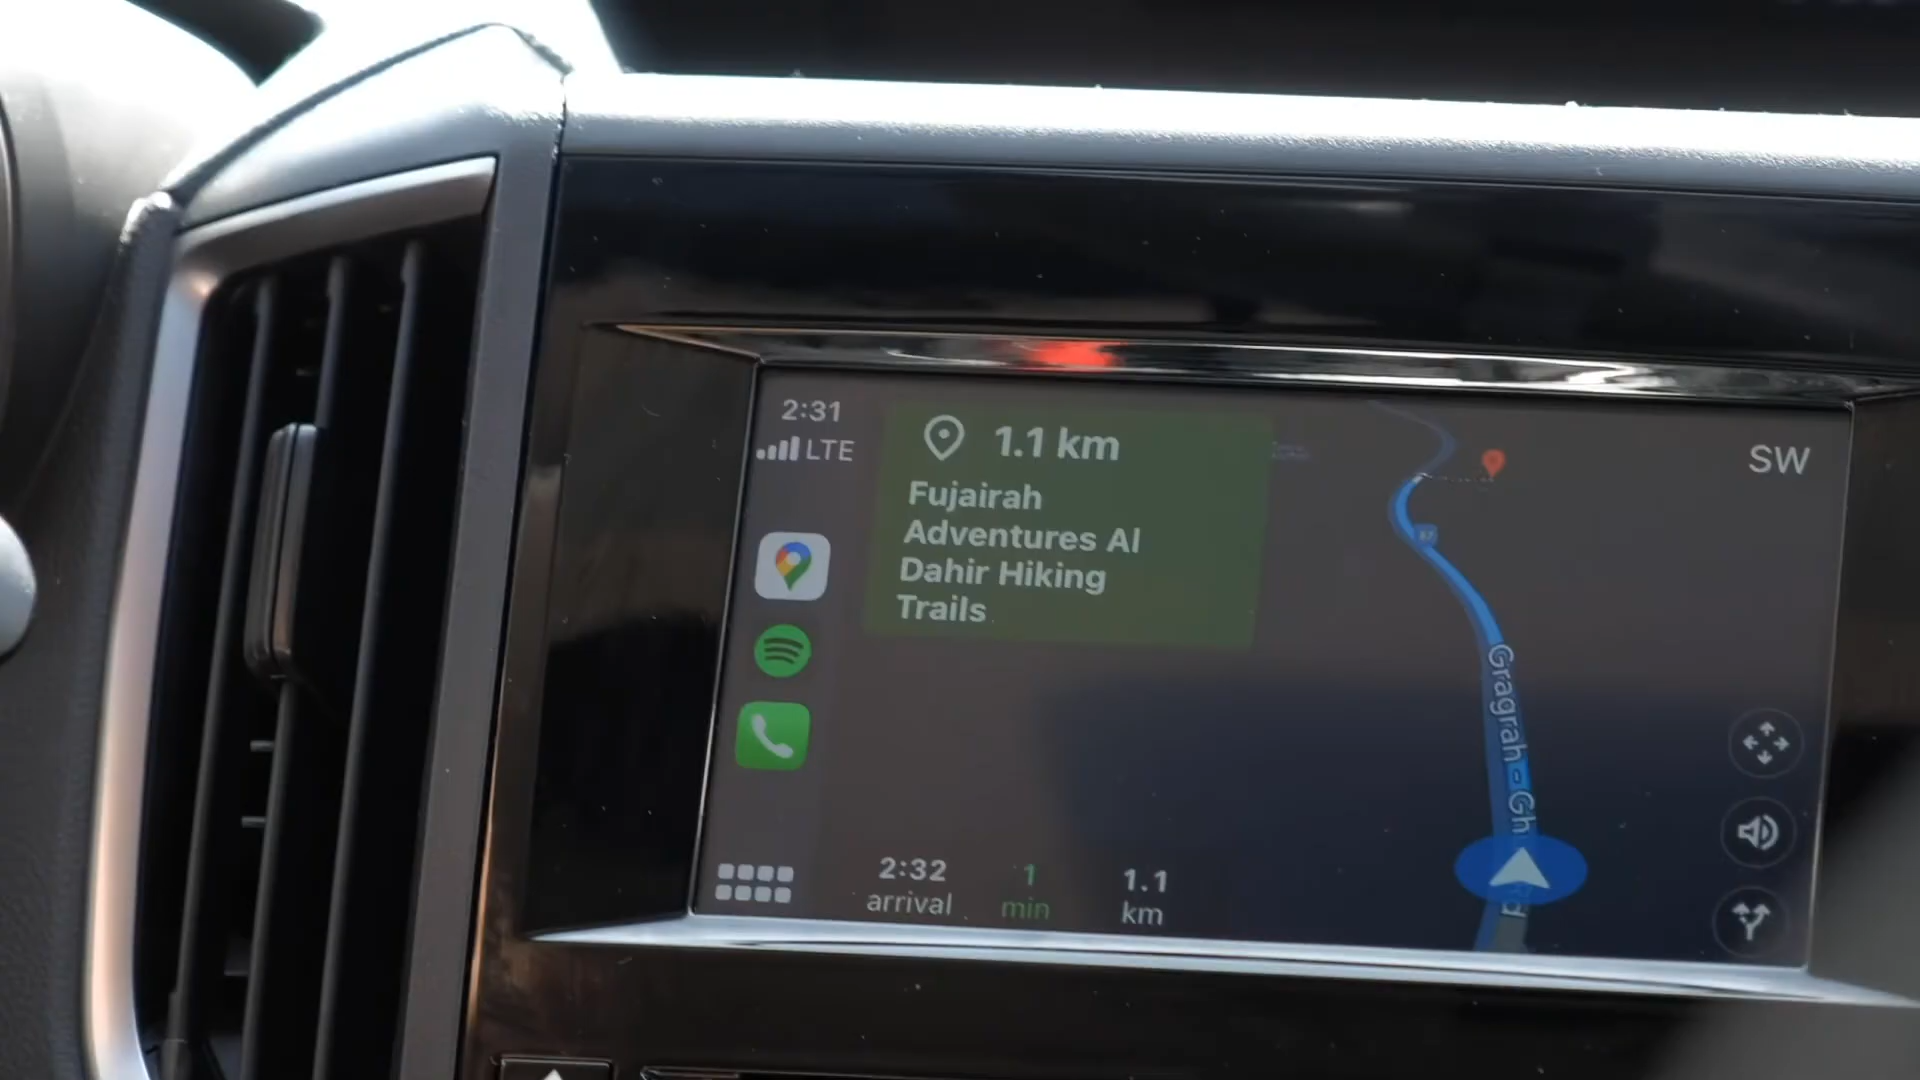 2:31
LTE
1.1 km
Fujairah
Adventures Al
Dahir Hiking
Trails
SW
Gragrah - Gh
Rd
2:32
arrival
1
min
1.1
km